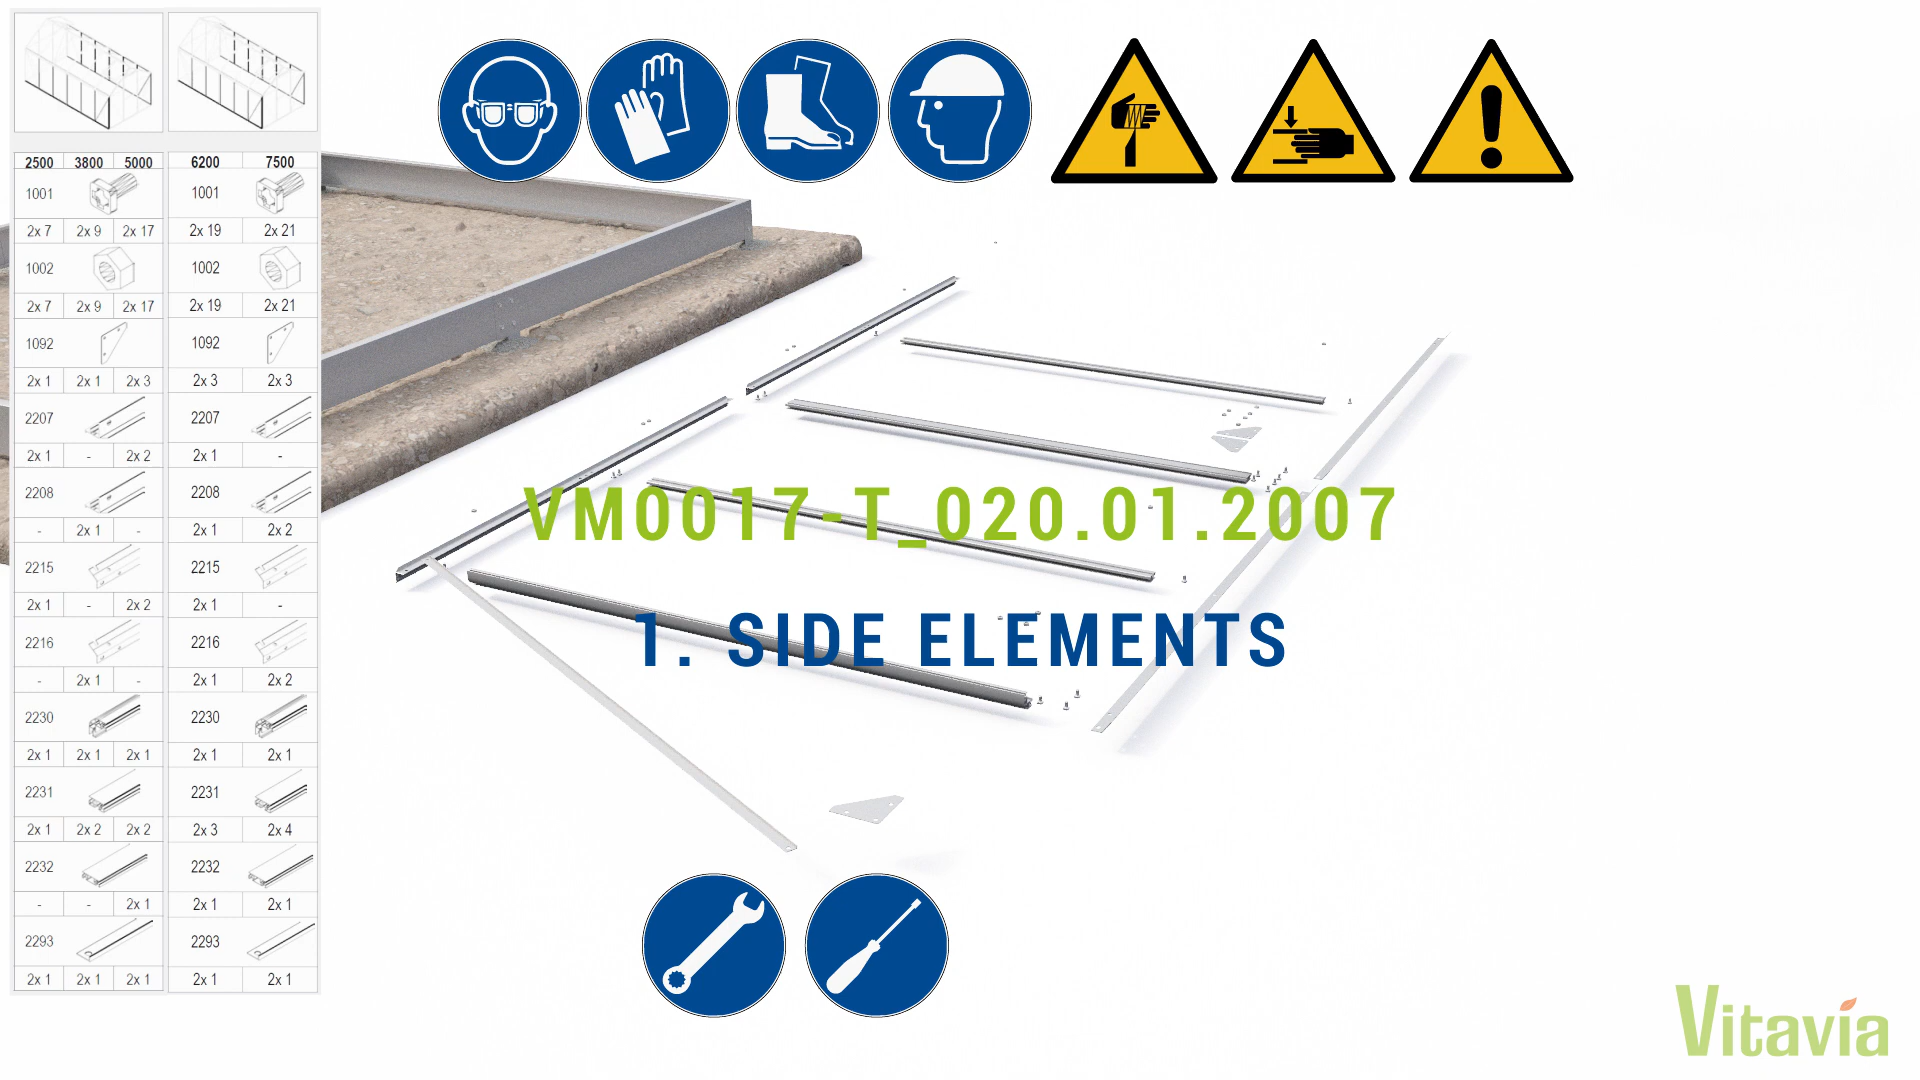 2500 3800 5000
1001
2x 7 2x 9 2x 17
1002
2x 7 2x 9 2x 17
1092
2x 1 2x 1 2x 3
2207
2x 1 - 2x 2
2208
- 2x 1 -
2215
2x 1 - 2x 2
2216
- 2x 1 -
2230
2x 1 2x 1 2x 1
2231
2x 1 2x 2 2x 2
2232
- - 2x 1
2293
2x 1 2x 1 2x 1
6200 7500
1001
2x 19 2x 21
1002
2x 19 2x 21
1092
2x 3 2x 3
2207
2x 1 -
2208
2x 1 2x 2
2215
2x 1 -
2216
2x 1 2x 2
2230
2x 1 2x 1
2231
2x 3 2x 4
2232
2x 1 2x 1
2293
2x 1 2x 1
VM0017-T_020.01.2007
1. SIDE ELEMENTS
Vitavia